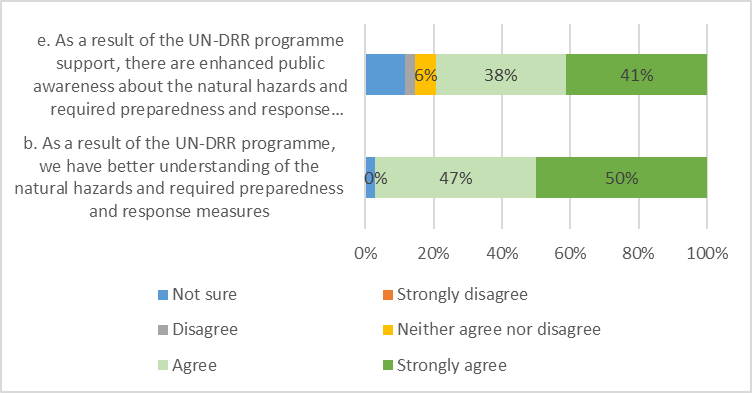 e. As a result of the UN-DRR programme
support, there are enhanced public
awareness about the natural hazards and
required preparedness and response...
6% 38% 41%
b. As a result of the UN-DRR programme,
we have better understanding of the
natural hazards and required preparedness
and response measures
0% 47% 50%
0% 20% 40% 60% 80% 100%
Not sure Strongly disagree
Disagree Neither agree nor disagree
Agree Strongly agree